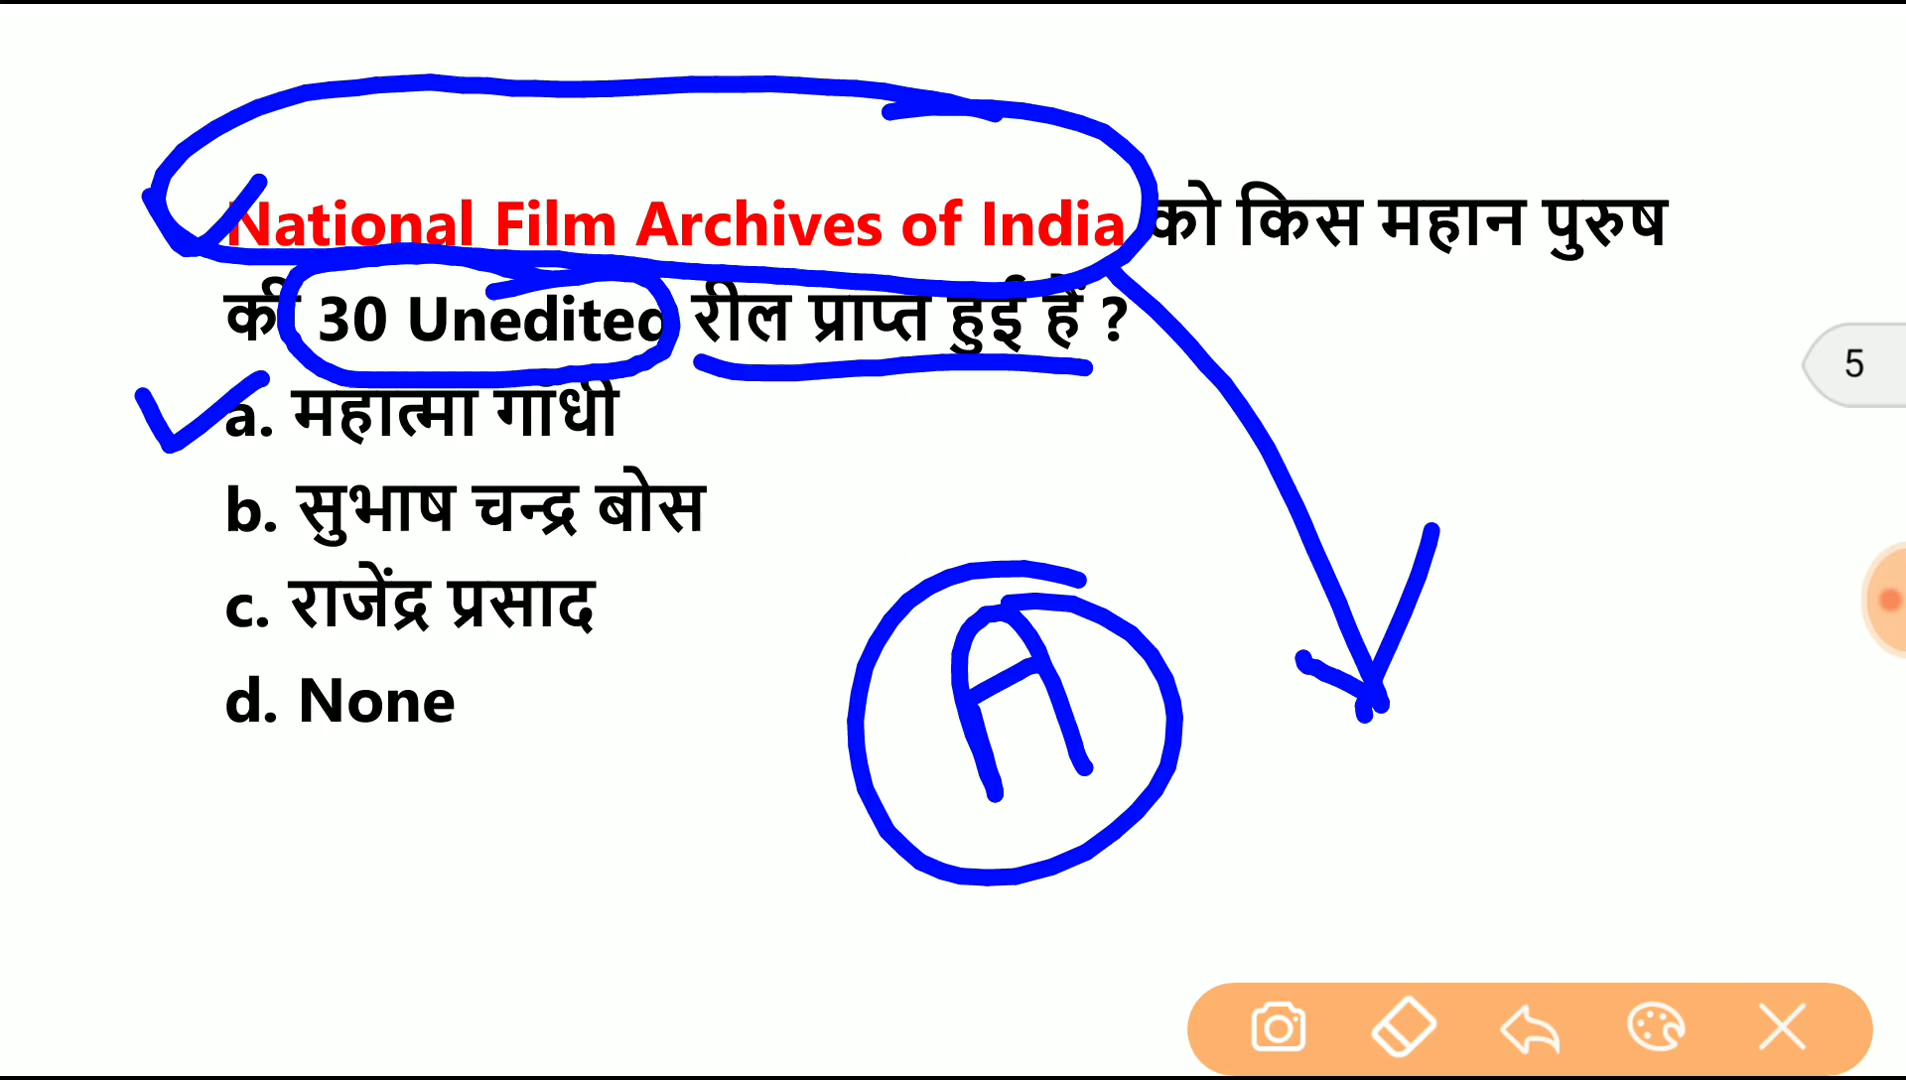 National Film Archives of India को किस महान पुरुष
की 30 Unedited रील प्राप्त हुई हैं ?
a. महात्मा गांधी
b. सुभाष चन्द्र बोस
c. राजेंद्र प्रसाद
d. None
A
5